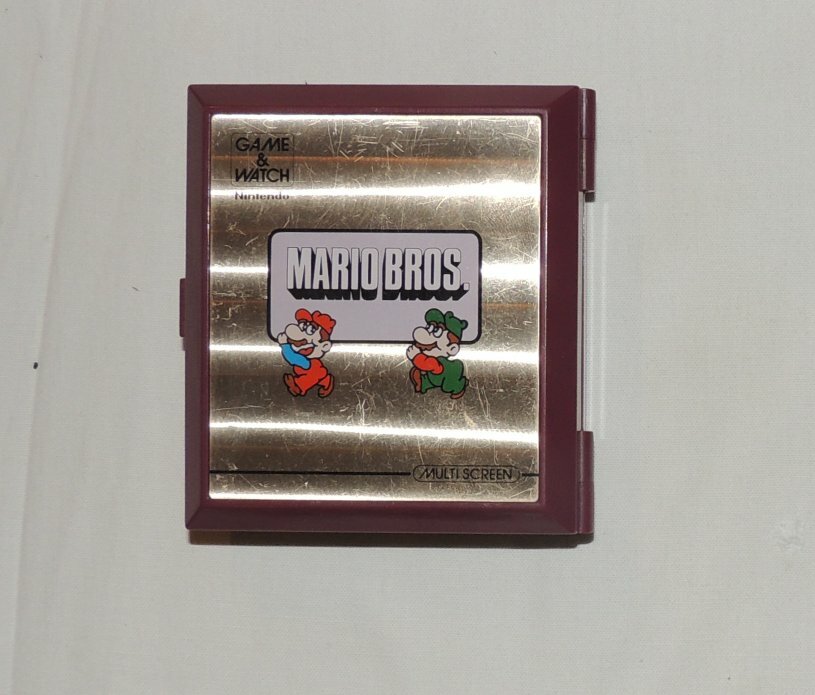 GAME
&
WATCH
Nintendo
MARIO BROS.
MULTI SCREEN